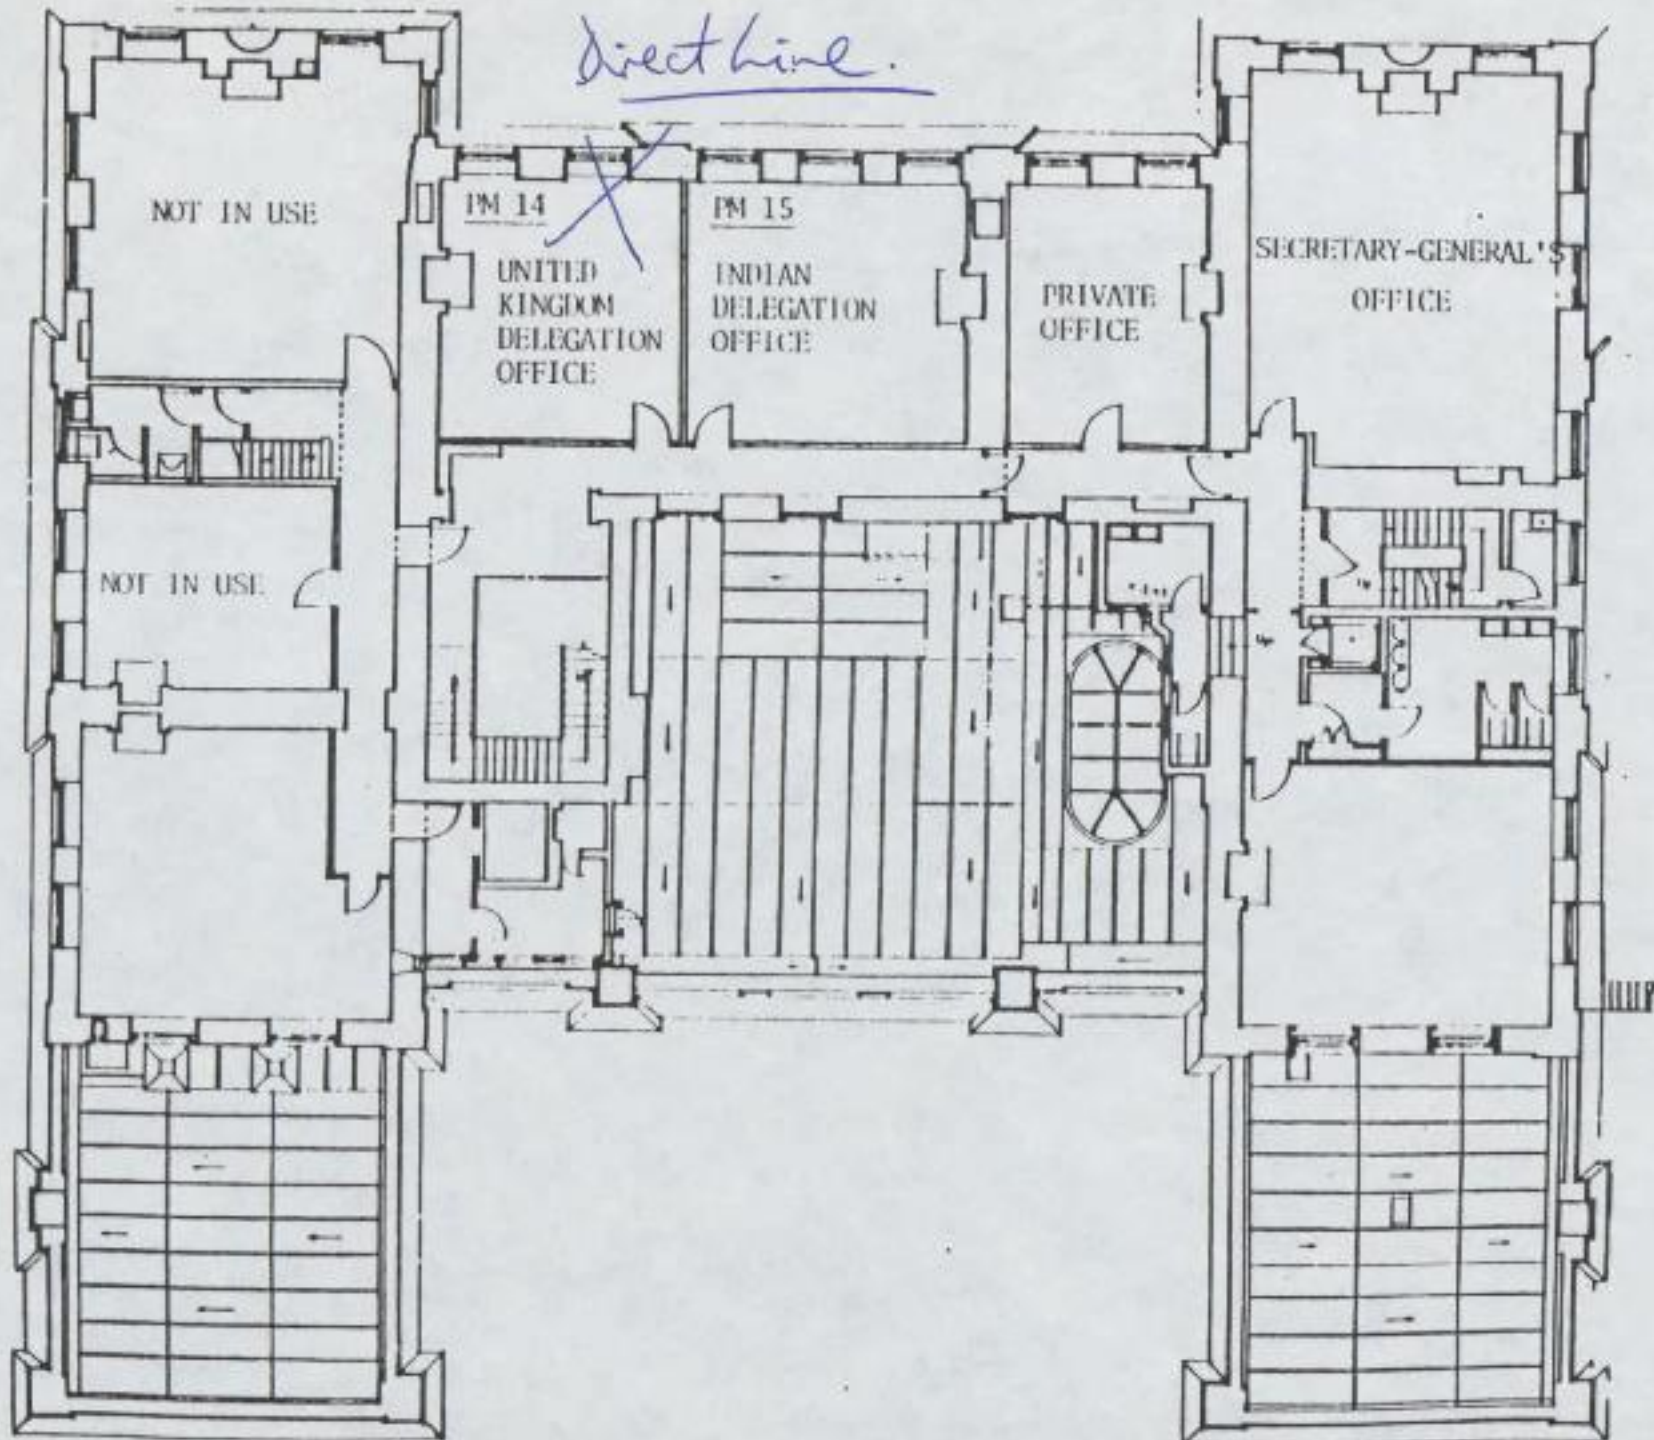 Direct Line.
NOT IN USE
PM 14
UNITED
KINGDOM
DELEGATION
OFFICE
PM 15
INDIAN
DELEGATION
OFFICE
PRIVATE
OFFICE
SECRETARY-GENERAL'S
OFFICE
NOT IN USE